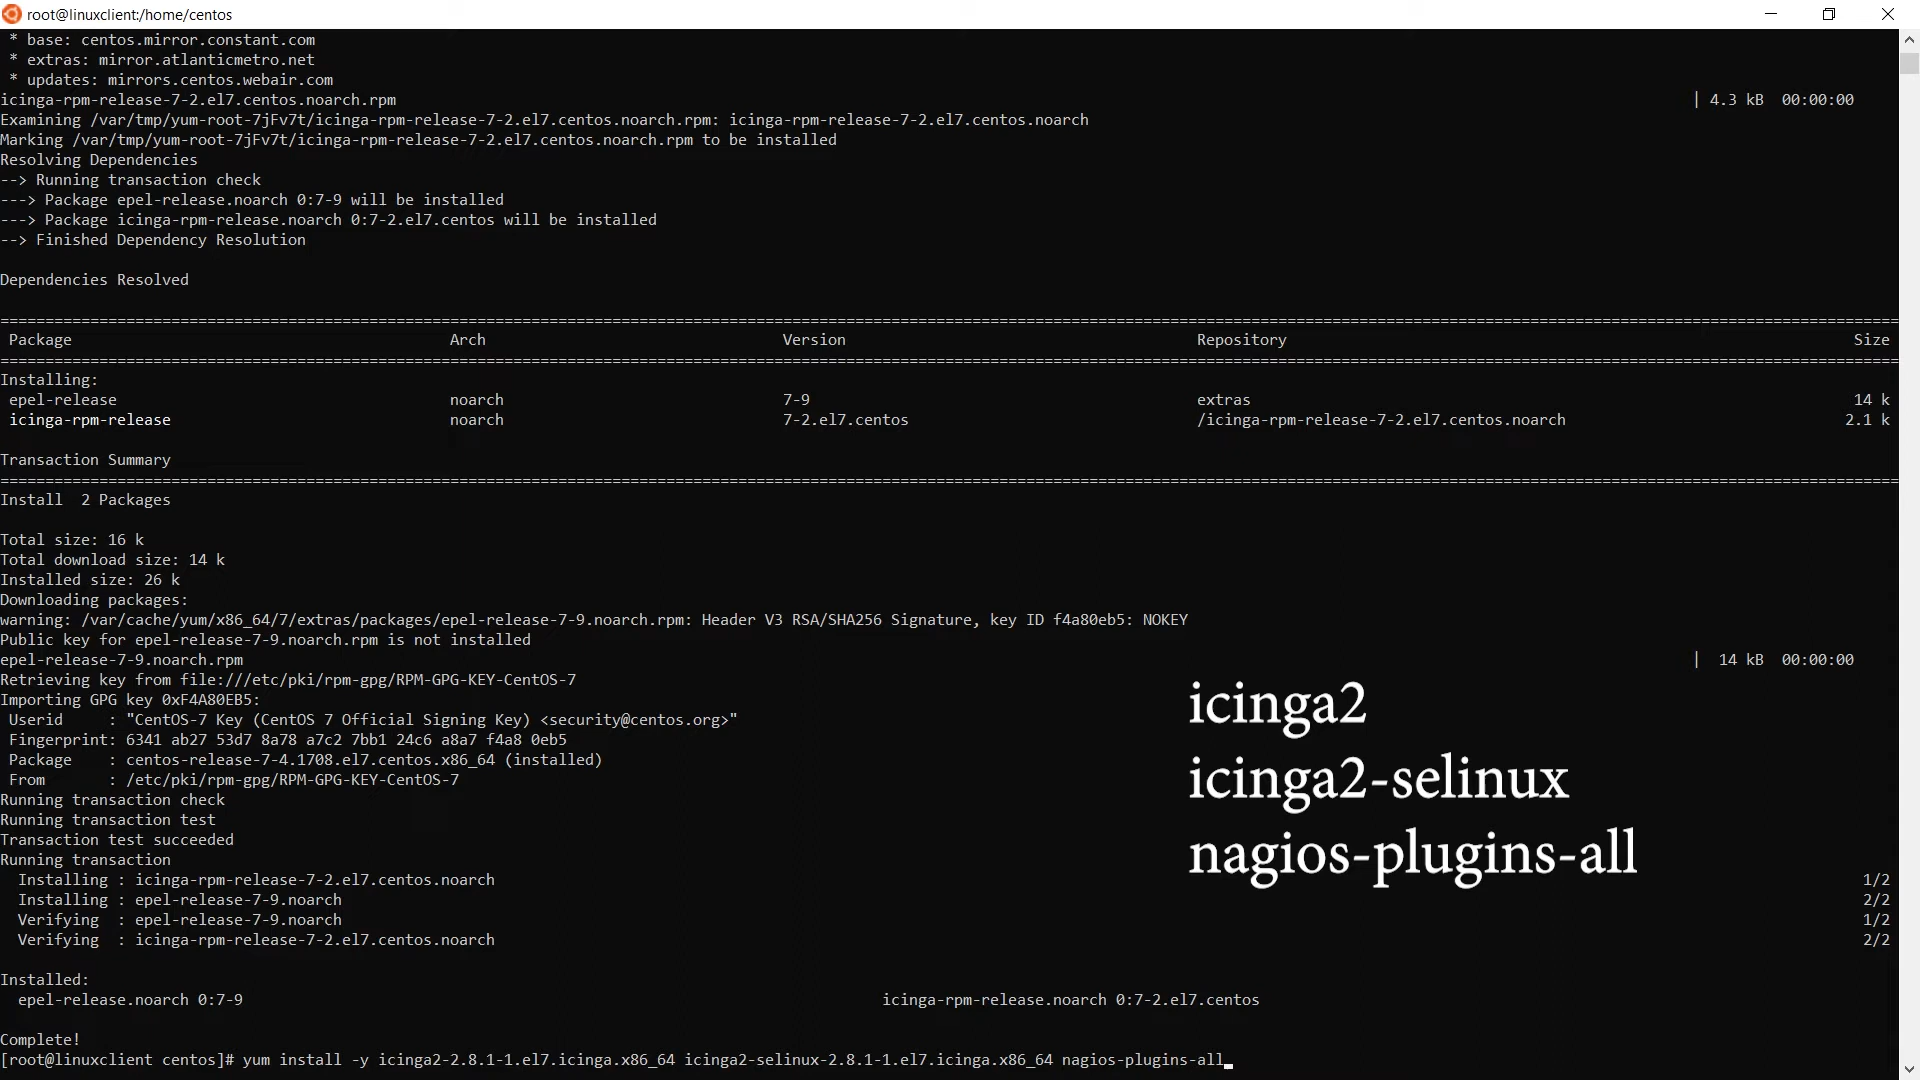 root@linuxclient:/home/centos
* base: centos.mirror.constant.com
* extras: mirror.atlanticmetro.net
* updates: mirrors.centos.webair.com
icinga-rpm-release-7-2.el7.centos.noarch.rpm | 4.3 kB 00:00:00
Examining /var/tmp/yum-root-7jFv7t/icinga-rpm-release-7-2.el7.centos.noarch.rpm: icinga-rpm-release-7-2.el7.centos.noarch
Marking /var/tmp/yum-root-7jFv7t/icinga-rpm-release-7-2.el7.centos.noarch.rpm to be installed
Resolving Dependencies
--> Running transaction check
---> Package epel-release.noarch 0:7-9 will be installed
---> Package icinga-rpm-release.noarch 0:7-2.el7.centos will be installed
--> Finished Dependency Resolution
Dependencies Resolved
Package Arch Version Repository Size
Installing:
epel-release noarch 7-9 extras 14 k
icinga-rpm-release noarch 7-2.el7.centos /icinga-rpm-release-7-2.el7.centos.noarch 2.1 k
Transaction Summary
Install 2 Packages
Total size: 16 k
Total download size: 14 k
Installed size: 26 k
Downloading packages:
warning: /var/cache/yum/x86_64/7/extras/packages/epel-release-7-9.noarch.rpm: Header V3 RSA/SHA256 Signature, key ID f4a80eb5: NOKEY
Public key for epel-release-7-9.noarch.rpm is not installed
epel-release-7-9.noarch.rpm | 14 kB 00:00:00
Retrieving key from file:///etc/pki/rpm-gpg/RPM-GPG-KEY-CentOS-7
Importing GPG key 0xF4A80EB5:
Userid : "CentOS-7 Key (CentOS 7 Official Signing Key) <security@centos.org>"
Fingerprint: 6341 ab27 53d7 8a78 a7c2 7bb1 24c6 a8a7 f4a8 0eb5
Package : centos-release-7-4.1708.el7.centos.x86_64 (installed)
From : /etc/pki/rpm-gpg/RPM-GPG-KEY-CentOS-7
Running transaction check
Running transaction test
Transaction test succeeded
Running transaction
Installing : icinga-rpm-release-7-2.el7.centos.noarch 1/2
Installing : epel-release-7-9.noarch 2/2
Verifying : epel-release-7-9.noarch 1/2
Verifying : icinga-rpm-release-7-2.el7.centos.noarch 2/2
Installed:
epel-release.noarch 0:7-9 icinga-rpm-release.noarch 0:7-2.el7.centos
Complete!
[root@linuxclient centos]# yum install -y icinga2-2.8.1-1.el7.icinga.x86_64 icinga2-selinux-2.8.1-1.el7.icinga.x86_64 nagios-plugins-all
icinga2
icinga2-selinux
nagios-plugins-all